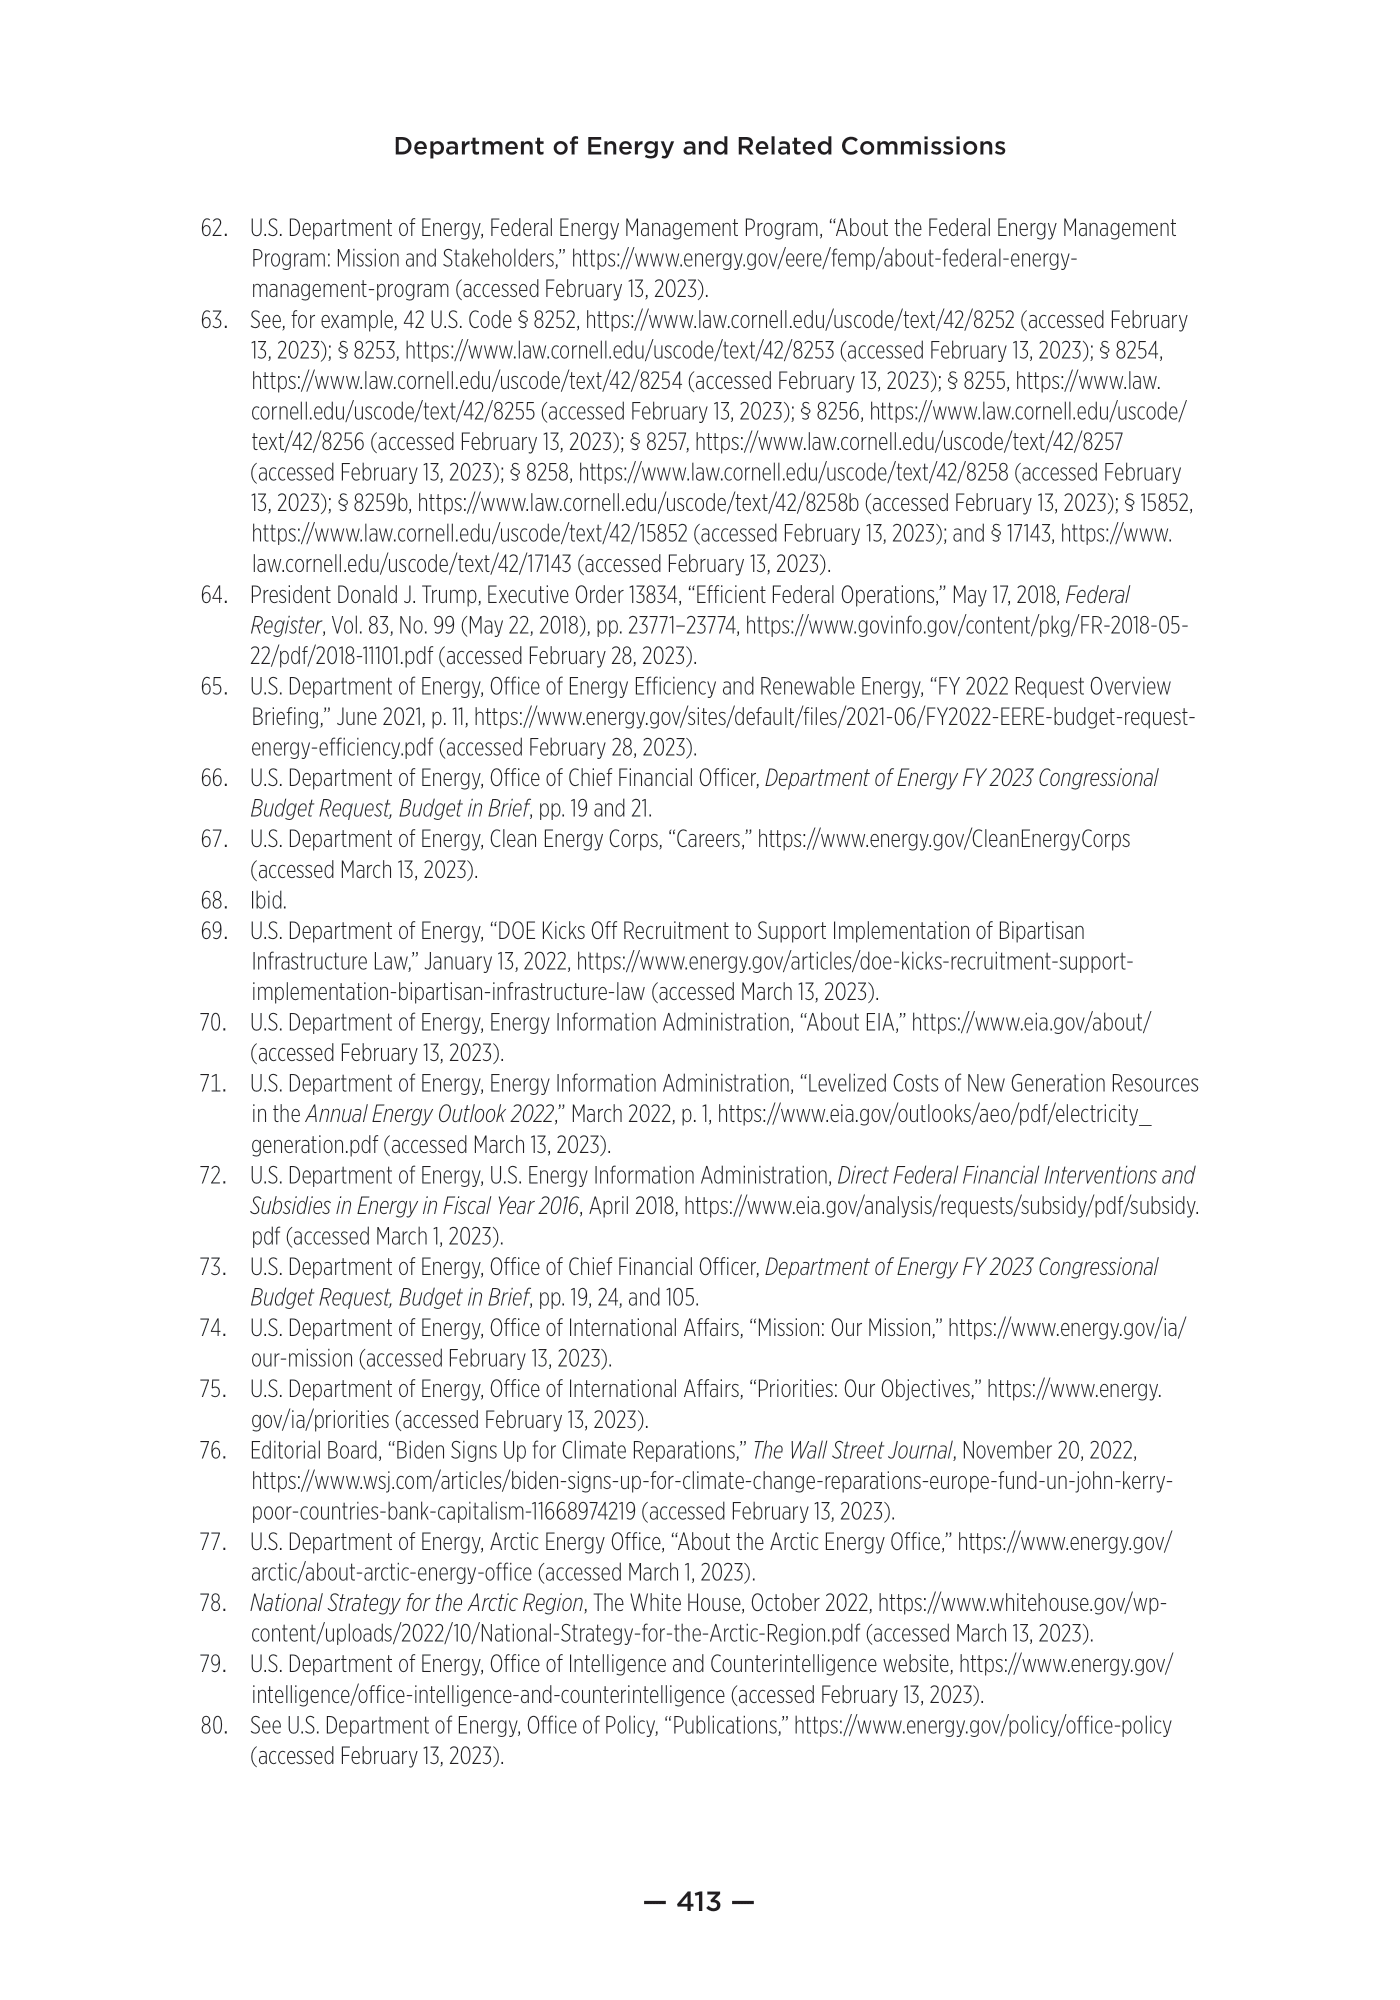 Department of Energy and Related Commissions
62. U.S. Department of Energy, Federal Energy Management Program, “About the Federal Energy Management
Program: Mission and Stakeholders,” https://www.energy.gov/eere/femp/about-federal-energy-
management-program (accessed February 13, 2023).
63. See, for example, 42 U.S. Code § 8252, https://www.law.cornell.edu/uscode/text/42/8252 (accessed February
13, 2023); § 8253, https://www.law.cornell.edu/uscode/text/42/8253 (accessed February 13, 2023); § 8254,
https://www.law.cornell.edu/uscode/text/42/8254 (accessed February 13, 2023); § 8255, https://www.law.
cornell.edu/uscode/text/42/8255 (accessed February 13, 2023); § 8256, https://www.law.cornell.edu/uscode/
text/42/8256 (accessed February 13, 2023); § 8257, https://www.law.cornell.edu/uscode/text/42/8257
(accessed February 13, 2023); § 8258, https://www.law.cornell.edu/uscode/text/42/8258 (accessed February
13, 2023); § 8259b, https://www.law.cornell.edu/uscode/text/42/8258b (accessed February 13, 2023); § 15852,
https://www.law.cornell.edu/uscode/text/42/15852 (accessed February 13, 2023); and § 17143, https://www.
law.cornell.edu/uscode/text/42/17143 (accessed February 13, 2023).
64. President Donald J. Trump, Executive Order 13834, “Efficient Federal Operations,” May 17, 2018, Federal
Register, Vol. 83, No. 99 (May 22, 2018), pp. 23771–23774, https://www.govinfo.gov/content/pkg/FR-2018-05-
22/pdf/2018-11101.pdf (accessed February 28, 2023).
65. U.S. Department of Energy, Office of Energy Efficiency and Renewable Energy, “FY 2022 Request Overview
Briefing,” June 2021, p. 11, https://www.energy.gov/sites/default/files/2021-06/FY2022-EERE-budget-request-
energy-efficiency.pdf (accessed February 28, 2023).
66. U.S. Department of Energy, Office of Chief Financial Officer, Department of Energy FY 2023 Congressional
Budget Request, Budget in Brief, pp. 19 and 21.
67. U.S. Department of Energy, Clean Energy Corps, “Careers,” https://www.energy.gov/CleanEnergyCorps
(accessed March 13, 2023).
68. Ibid.
69. U.S. Department of Energy, “DOE Kicks Off Recruitment to Support Implementation of Bipartisan
Infrastructure Law,” January 13, 2022, https://www.energy.gov/articles/doe-kicks-recruitment-support-
implementation-bipartisan-infrastructure-law (accessed March 13, 2023).
70. U.S. Department of Energy, Energy Information Administration, “About EIA,” https://www.eia.gov/about/
(accessed February 13, 2023).
71. U.S. Department of Energy, Energy Information Administration, “Levelized Costs of New Generation Resources
in the Annual Energy Outlook 2022,” March 2022, p. 1, https://www.eia.gov/outlooks/aeo/pdf/electricity_
generation.pdf (accessed March 13, 2023).
72. U.S. Department of Energy, U.S. Energy Information Administration, Direct Federal Financial Interventions and
Subsidies in Energy in Fiscal Year 2016, April 2018, https://www.eia.gov/analysis/requests/subsidy/pdf/subsidy.
pdf (accessed March 1, 2023).
73. U.S. Department of Energy, Office of Chief Financial Officer, Department of Energy FY 2023 Congressional
Budget Request, Budget in Brief, pp. 19, 24, and 105.
74. U.S. Department of Energy, Office of International Affairs, “Mission: Our Mission,” https://www.energy.gov/ia/
our-mission (accessed February 13, 2023).
75. U.S. Department of Energy, Office of International Affairs, “Priorities: Our Objectives,” https://www.energy.
gov/ia/priorities (accessed February 13, 2023).
76. Editorial Board, “Biden Signs Up for Climate Reparations,” The Wall Street Journal, November 20, 2022,
https://www.wsj.com/articles/biden-signs-up-for-climate-change-reparations-europe-fund-un-john-kerry-
poor-countries-bank-capitalism-11668974219 (accessed February 13, 2023).
77. U.S. Department of Energy, Arctic Energy Office, “About the Arctic Energy Office,” https://www.energy.gov/
arctic/about-arctic-energy-office (accessed March 1, 2023).
78. National Strategy for the Arctic Region, The White House, October 2022, https://www.whitehouse.gov/wp-
content/uploads/2022/10/National-Strategy-for-the-Arctic-Region.pdf (accessed March 13, 2023).
79. U.S. Department of Energy, Office of Intelligence and Counterintelligence website, https://www.energy.gov/
intelligence/office-intelligence-and-counterintelligence (accessed February 13, 2023).
80. See U.S. Department of Energy, Office of Policy, “Publications,” https://www.energy.gov/policy/office-policy
(accessed February 13, 2023).
— 413 —